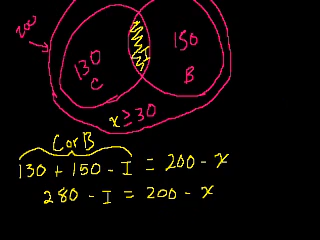 200
130
C
150
B
I
x ≥ 30
C or B
130 + 150 - I = 200 - x
280 - I = 200 - x